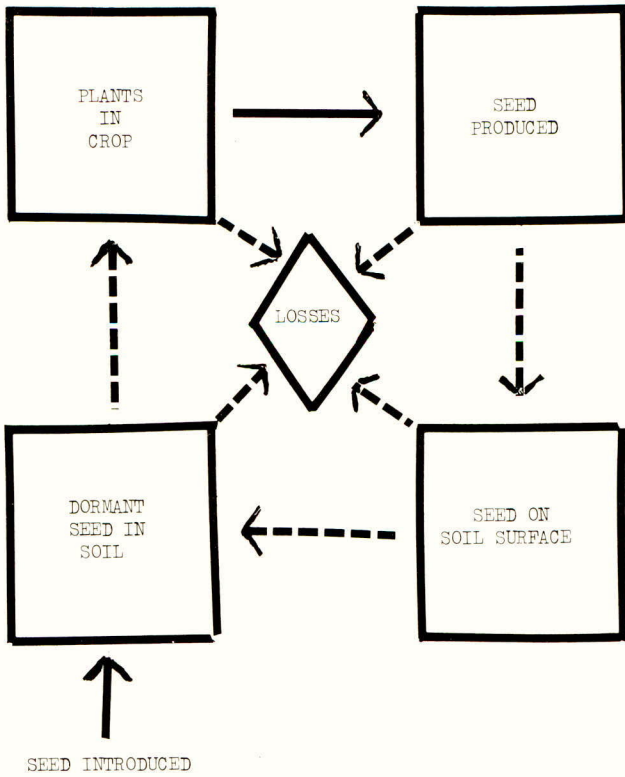 PLANTS
IN
CROP
SEED
PRODUCED
LOSSES
DORMANT
SEED IN
SOIL
SEED ON
SOIL SURFACE
SEED INTRODUCED